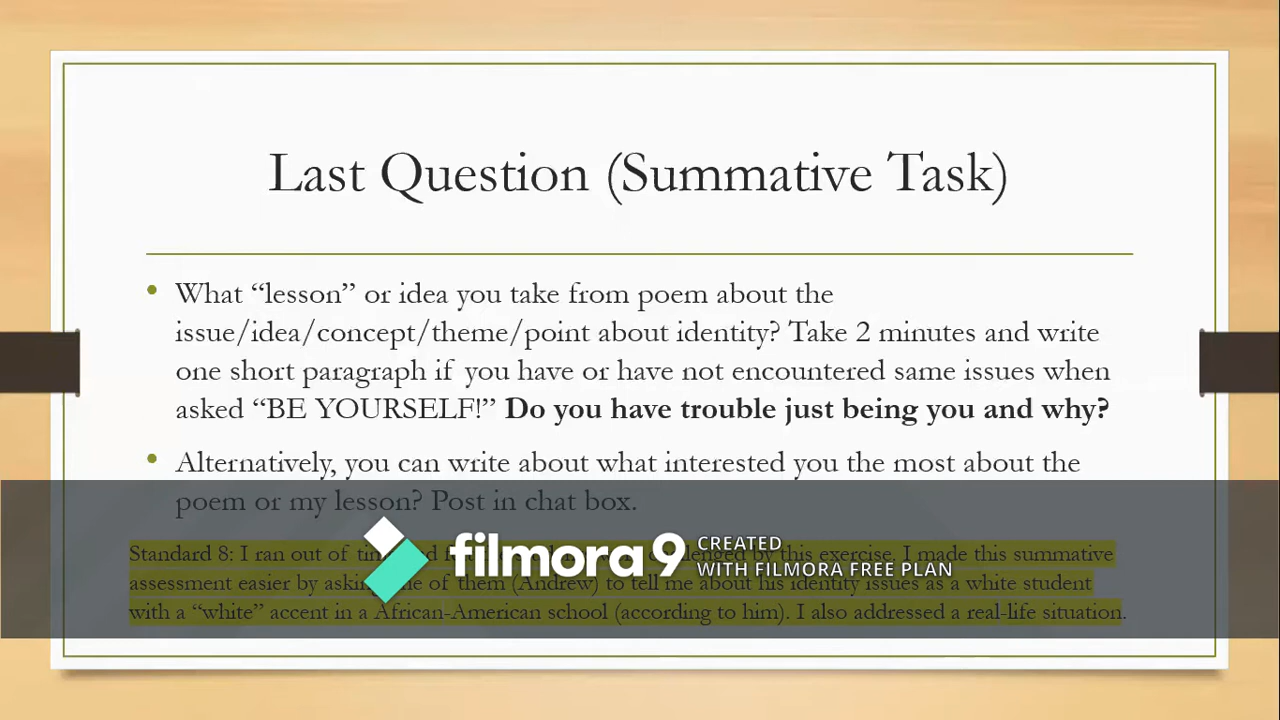 Last Question (Summative Task)
• What “lesson” or idea you take from poem about the
issue/idea/concept/theme/point about identity? Take 2 minutes and write
one short paragraph if you have or have not encountered same issues when
asked “BE YOURSELF!” Do you have trouble just being you and why?
• Alternatively, you can write about what interested you the most about the
poem or my lesson? Post in chat box.
Standard 8: I ran out of by this exercise. I made this summative
assessment easier by of them (Andrew) to tell me about his identity issues as a white student
with a “white” accent in a African-American school (according to him). I also addressed a real-life situation.
filmora9
CREATED
WITH FILMORA FREE PLAN